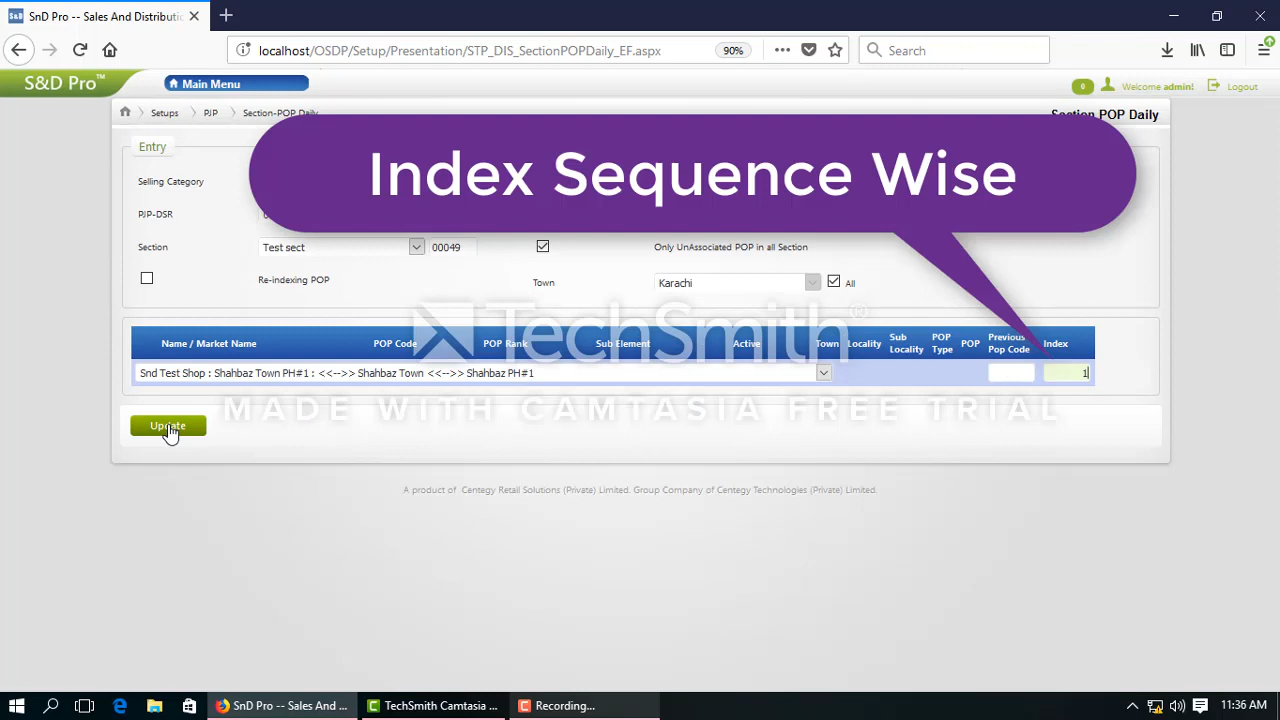 SnD Pro -- Sales And Distributic
localhost/OSDP/Setup/Presentation/STP_DIS_SectionPOPDaily_EF.aspx
90%
Search
S&D Pro™
Main Menu
0
Welcome admin!
Logout
Setups
PJP
Section-POP Daily
Section POP Daily
Entry
Index Sequence Wise
Selling Category
PJP-DSR
Section
Test sect
00049
Only UnAssociated POP in all Section
Re-indexing POP
Town
Karachi
All
Name / Market Name
POP Code
POP Rank
Sub Element
Active
Town
Locality
Sub Locality
POP Type
POP
Previous Pop Code
Index
Snd Test Shop : Shahbaz Town PH#1 : <<-->> Shahbaz Town <<-->> Shahbaz PH#1
1
TechSmith®
MADE WITH CAMTASIA FREE TRIAL
Update
A product of Centegy Retail Solutions (Private) Limited. Group Company of Centegy Technologies (Private) Limited.
SnD Pro -- Sales And ...
TechSmith Camtasia ...
Recording...
11:36 AM